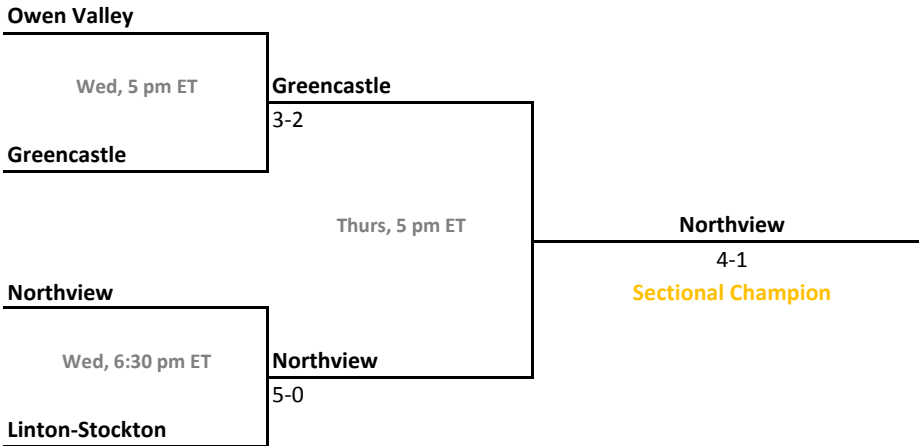 Owen Valley
Wed, 5 pm ET
Greencastle
3-2
Greencastle
Thurs, 5 pm ET
Northview
4-1
Sectional Champion
Northview
Wed, 6:30 pm ET
Northview
5-0
Linton-Stockton